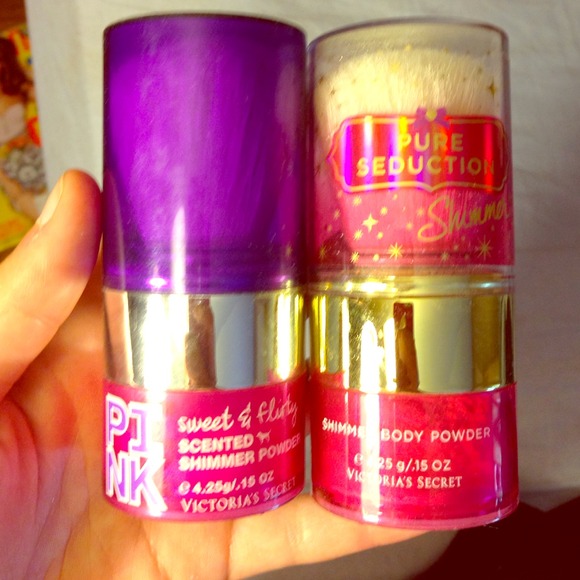 PURE
SEDUCTION
Shimmer
PINK
sweet & flirty
SCENTED
SHIMMER POWDER
℮ 4.25g/.15 OZ
VICTORIA'S SECRET
SHIMMER BODY POWDER
.25 g/.15 OZ
VICTORIA'S SECRET